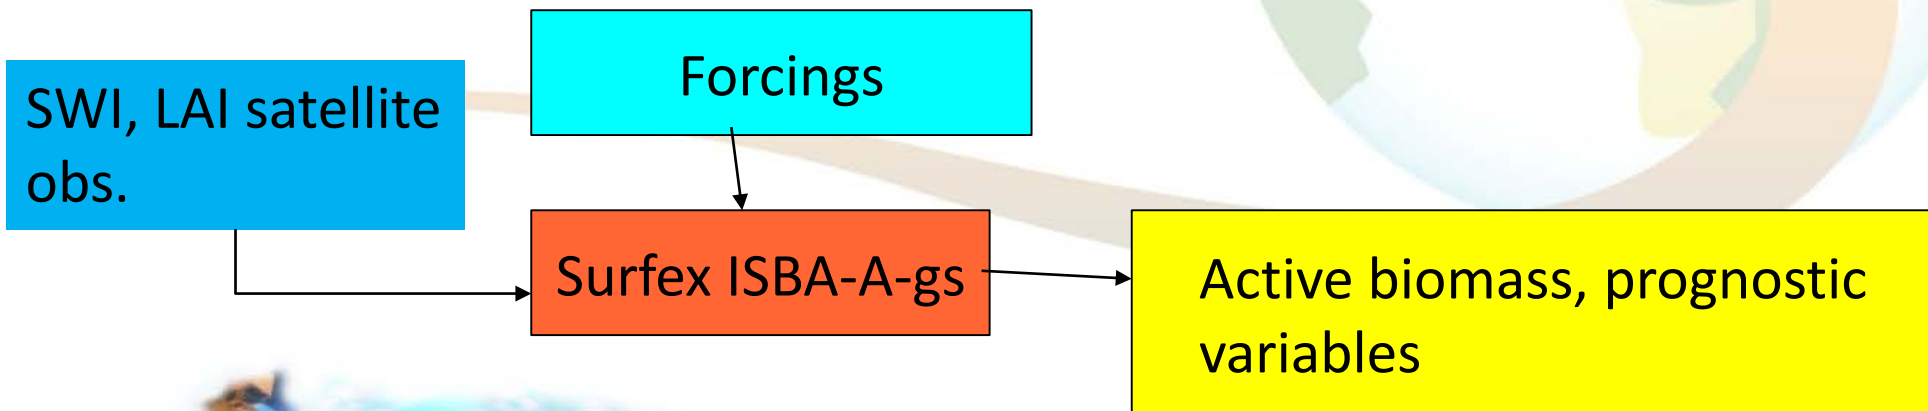 Forcings
SWI, LAI satellite
obs.
Surfex ISBA-A-gs
Active biomass, prognostic
variables